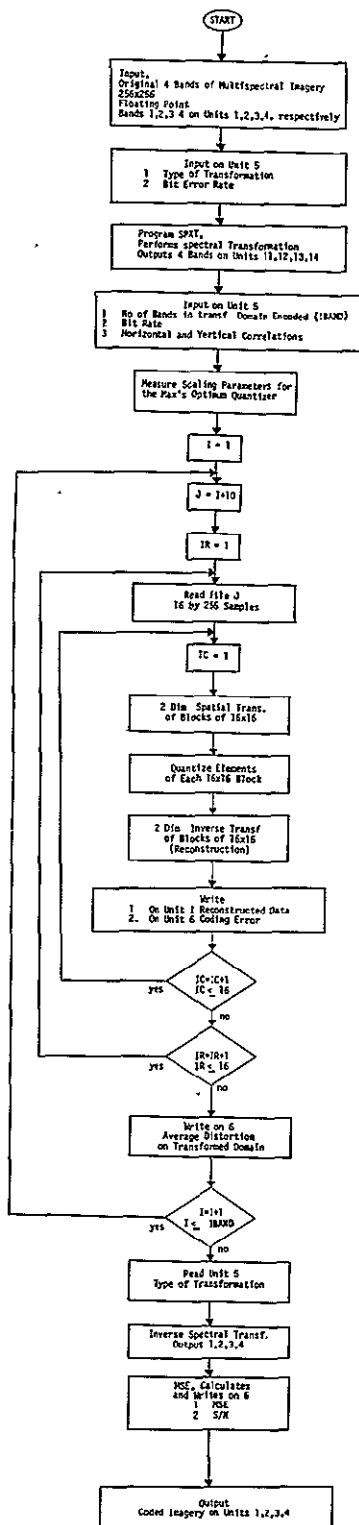 START
Input,
Original 4 Bands of Multispectral Imagery
256x256
Floating Point
Bands 1,2,3 4 on Units 1,2,3,4, respectively
Input on Unit 5
1 Type of Transformation
2 Bit Error Rate
Program SPXT,
Performs spectral Transformation
Outputs 4 Bands on Units 11,12,13,14
Input on Unit 5
1 No of Bands in transf Domain Encoded (IBAND)
2 Bit Rate
3 Horizontal and Vertical Correlations
Measure Scaling Parameters for
the Max's Optimum Quantizer
I = 1
J = I+10
IR = 1
Read File J
16 by 256 Samples
IC = 1
2 Dim Spatial Trans.
of Blocks of 16x16
Quantize Elements
of Each 16x16 Block
2 Dim Inverse Transf
of Blocks of 16x16
(Reconstruction)
Write
1 On Unit I Reconstructed Data
2. On Unit 6 Coding Error
IC=IC+1
IC ≤ 16
yes
no
IR=IR+1
IR ≤ 16
yes
no
Write on 6
Average Distortion
on Transformed Domain
I=I+1
I ≤ IBAND
yes
no
Read Unit 5
Type of Transformation
Inverse Spectral Transf.
Output 1,2,3,4
MSE, Calculates
and Writes on 6
1 MSE
2 S/N
Output
Coded Imagery on Units 1,2,3,4